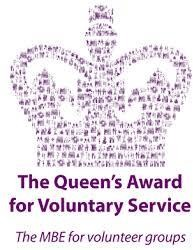 The Queen's Award
for Voluntary Service
The MBE for volunteer groups